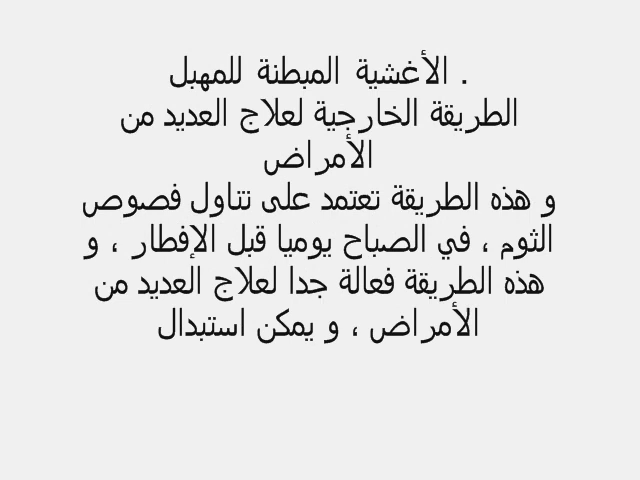 . الأغشية المبطنة للمهبل
الطريقة الخارجية لعلاج العديد من
الأمراض
و هذه الطريقة تعتمد على تناول فصوص
الثوم ، في الصباح يوميا قبل الإفطار ، و
هذه الطريقة فعالة جدا لعلاج العديد من
الأمراض ، و يمكن استبدال